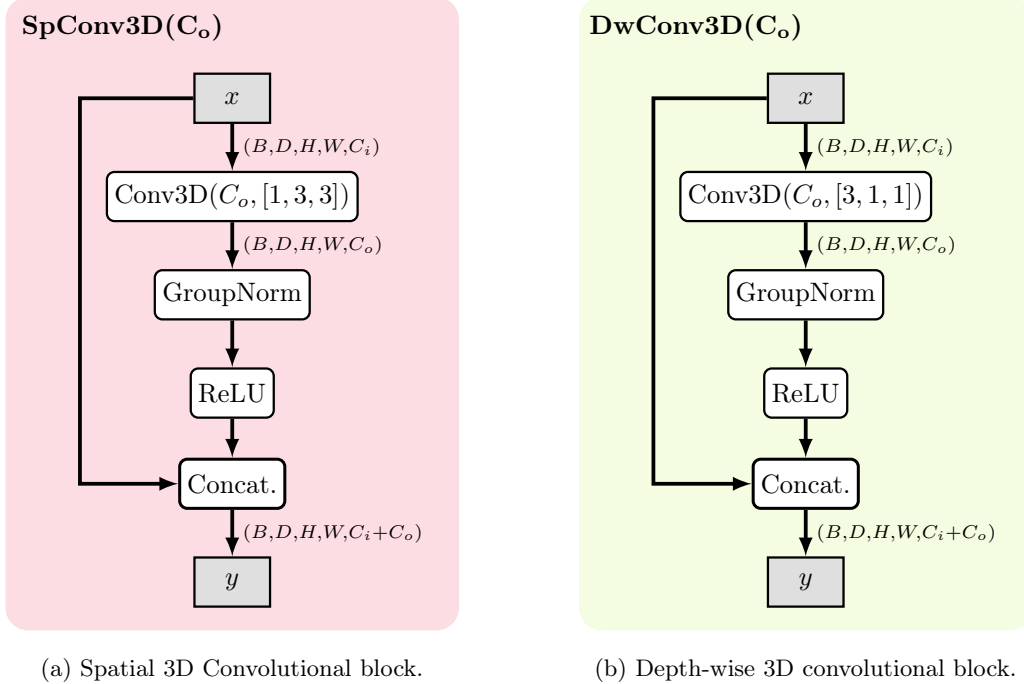 SpConv3D(Cₒ)
x
(B,D,H,W,Cᵢ)
Conv3D(Cₒ, [1, 3, 3])
(B,D,H,W,Cₒ)
GroupNorm
ReLU
Concat.
(B,D,H,W,Cᵢ+Cₒ)
y
(a) Spatial 3D Convolutional block.
DwConv3D(Cₒ)
x
(B,D,H,W,Cᵢ)
Conv3D(Cₒ, [3, 1, 1])
(B,D,H,W,Cₒ)
GroupNorm
ReLU
Concat.
(B,D,H,W,Cᵢ+Cₒ)
y
(b) Depth-wise 3D convolutional block.